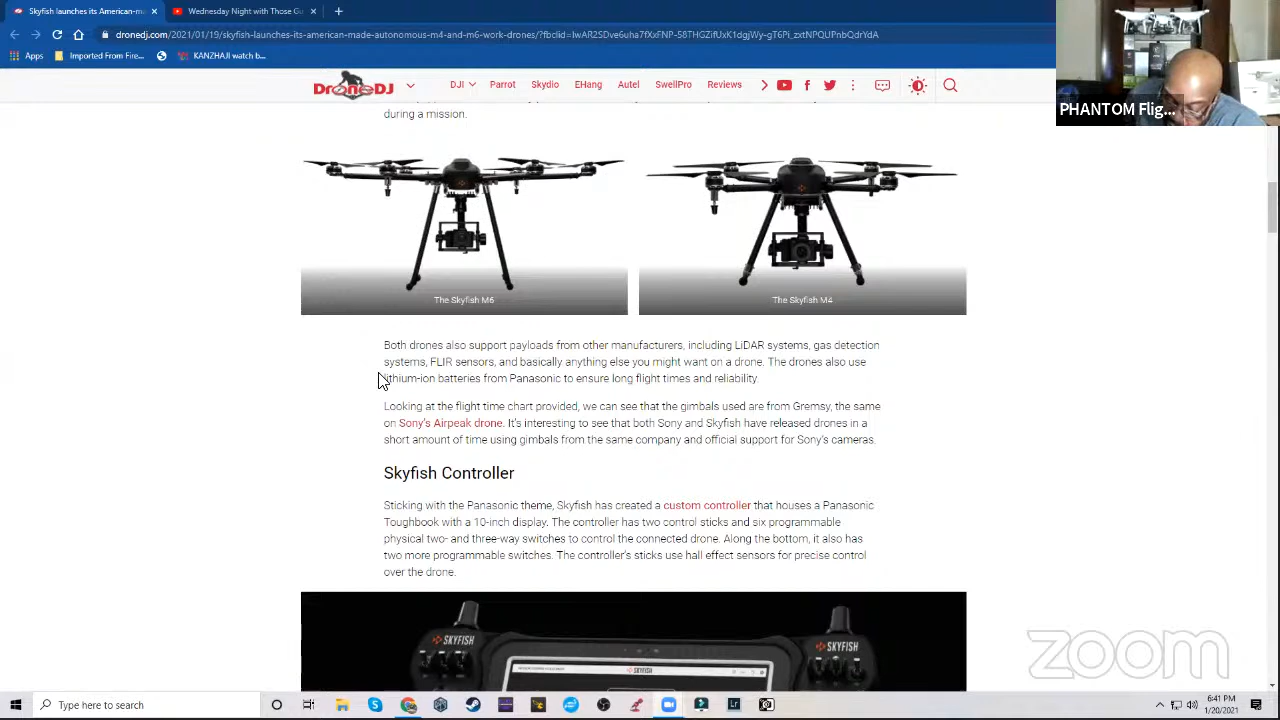 Skyfish launches its American-ma
Wednesday Night with Those Gu
dronedj.com/2021/01/19/skyfish-launches-its-american-made-autonomous-
Apps
Imported From Fire...
KANZHAJI watch b...
DroneDJ
DJI
Parrot
Skydio
EHang
Autel
SwellPro
Reviews
PHANTOM Flig...
during a mission.
The Skyfish M6
The Skyfish M4
Both drones also support payloads from other manufacturers, including LiDAR systems, gas detection
systems, FLIR sensors, and basically anything else you might want on a drone. The drones also use
lithium-ion batteries from Panasonic to ensure long flight times and reliability.
Looking at the flight time chart provided, we can see that the gimbals used are from Gremsy, the same
on Sony's Airpeak drone. It's interesting to see that both Sony and Skyfish have released drones in a
short amount of time using gimbals from the same company and official support for Sony's cameras.
Skyfish Controller
Sticking with the Panasonic theme, Skyfish has created a custom controller that houses a Panasonic
Toughbook with a 10-inch display. The controller has two control sticks and six programmable
physical two- and three-way switches to control the connected drone. Along the bottom, it also has
two more programmable switches. The controller's sticks use hall effect sensors for precise control
over the drone.
SKYFISH
SKYFISH
SKYFISH
zoom
Type here to search
6:41 PM
1/20/2021